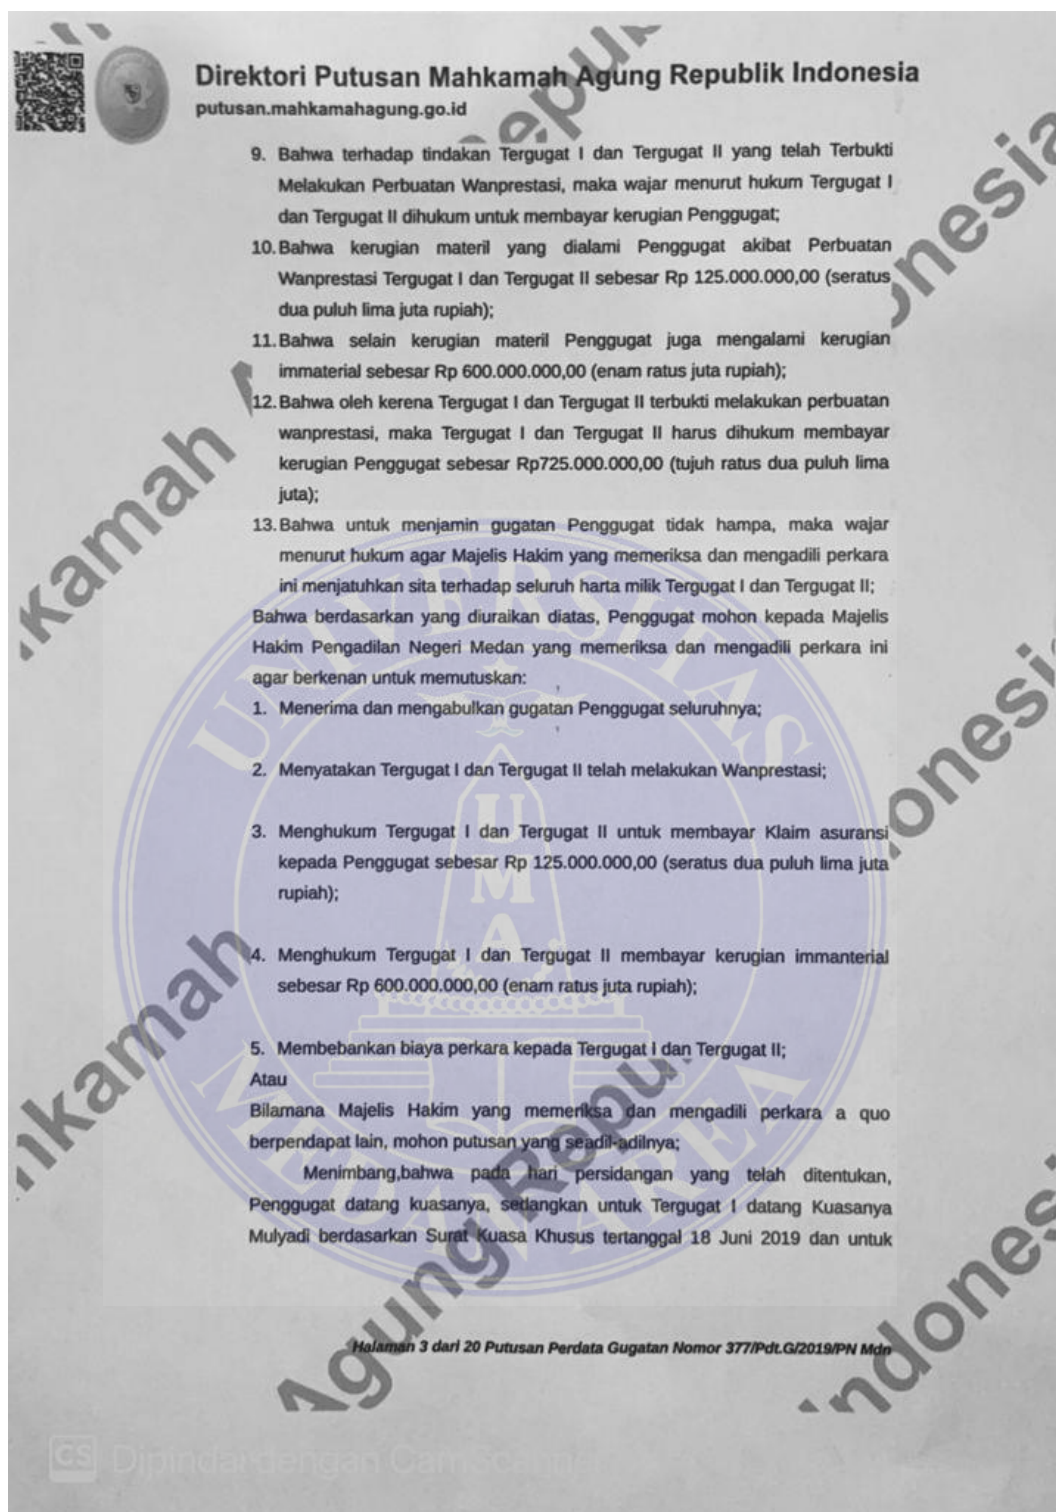 Direktori Putusan Mahkamah Agung Republik Indonesia
putusan.mahkamahagung.go.id
9. Bahwa terhadap tindakan Tergugat I dan Tergugat II yang telah Terbukti
Melakukan Perbuatan Wanprestasi, maka wajar menurut hukum Tergugat I
dan Tergugat II dihukum untuk membayar kerugian Penggugat;
10. Bahwa kerugian materil yang dialami Penggugat akibat Perbuatan
Wanprestasi Tergugat I dan Tergugat II sebesar Rp 125.000.000,00 (seratus
dua puluh lima juta rupiah);
11. Bahwa selain kerugian materil Penggugat juga mengalami kerugian
immaterial sebesar Rp 600.000.000,00 (enam ratus juta rupiah);
12. Bahwa oleh kerena Tergugat I dan Tergugat II terbukti melakukan perbuatan
wanprestasi, maka Tergugat I dan Tergugat II harus dihukum membayar
kerugian Penggugat sebesar Rp725.000.000,00 (tujuh ratus dua puluh lima
juta);
13. Bahwa untuk menjamin gugatan Penggugat tidak hampa, maka wajar
menurut hukum agar Majelis Hakim yang memeriksa dan mengadili perkara
ini menjatuhkan sita terhadap seluruh harta milik Tergugat I dan Tergugat II;
Bahwa berdasarkan yang diuraikan diatas, Penggugat mohon kepada Majelis
Hakim Pengadilan Negeri Medan yang memeriksa dan mengadili perkara ini
agar berkenan untuk memutuskan:
1. Menerima dan mengabulkan gugatan Penggugat seluruhnya;
2. Menyatakan Tergugat I dan Tergugat II telah melakukan Wanprestasi;
3. Menghukum Tergugat I dan Tergugat II untuk membayar Klaim asuransi
kepada Penggugat sebesar Rp 125.000.000,00 (seratus dua puluh lima juta
rupiah);
4. Menghukum Tergugat I dan Tergugat II membayar kerugian immanterial
sebesar Rp 600.000.000,00 (enam ratus juta rupiah);
5. Membebankan biaya perkara kepada Tergugat I dan Tergugat II;
Atau
Bilamana Majelis Hakim yang memeriksa dan mengadili perkara a quo
berpendapat lain, mohon putusan yang seadil-adilnya;
Menimbang,bahwa pada hari persidangan yang telah ditentukan,
Penggugat datang kuasanya, sedangkan untuk Tergugat I datang Kuasanya
Mulyadi berdasarkan Surat Kuasa Khusus tertanggal 18 Juni 2019 dan untuk
Halaman 3 dari 20 Putusan Perdata Gugatan Nomor 377/Pdt.G/2019/PN Mdn
UNIVERSITAS
UMA
MEDAN AREA
CS Dipindai dengan CamScanner